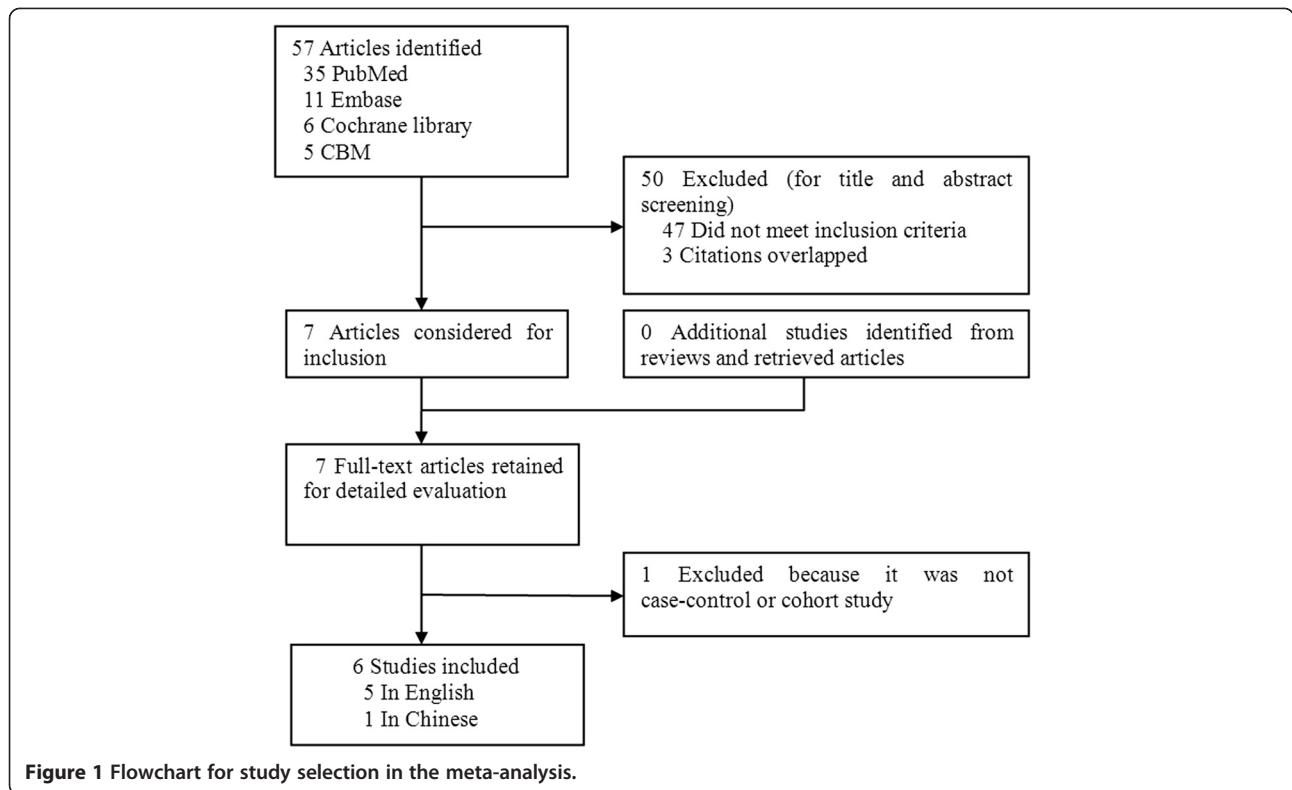 57 Articles identified
35 PubMed
11 Embase
6 Cochrane library
5 CBM
50 Excluded (for title and abstract
screening)
47 Did not meet inclusion criteria
3 Citations overlapped
7 Articles considered for
inclusion
0 Additional studies identified from
reviews and retrieved articles
7 Full-text articles retained
for detailed evaluation
1 Excluded because it was not
case-control or cohort study
6 Studies included
5 In English
1 In Chinese
Figure 1 Flowchart for study selection in the meta-analysis.